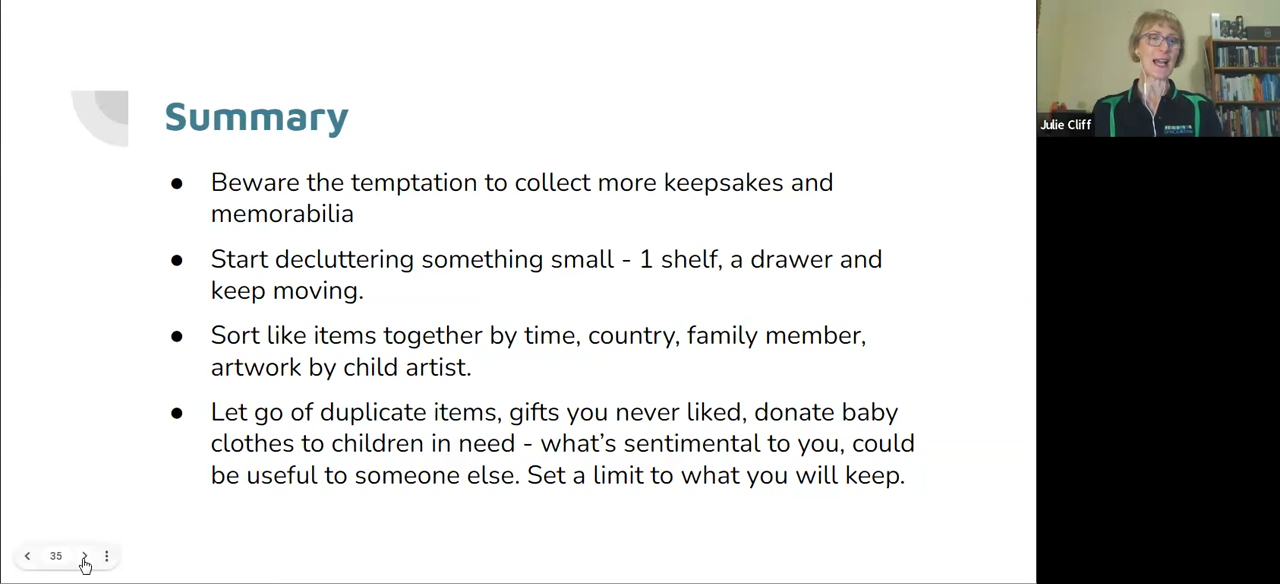 Summary
● Beware the temptation to collect more keepsakes and
memorabilia
● Start decluttering something small - 1 shelf, a drawer and
keep moving.
● Sort like items together by time, country, family member,
artwork by child artist.
● Let go of duplicate items, gifts you never liked, donate baby
clothes to children in need - what's sentimental to you, could
be useful to someone else. Set a limit to what you will keep.
35
Julie Cliff